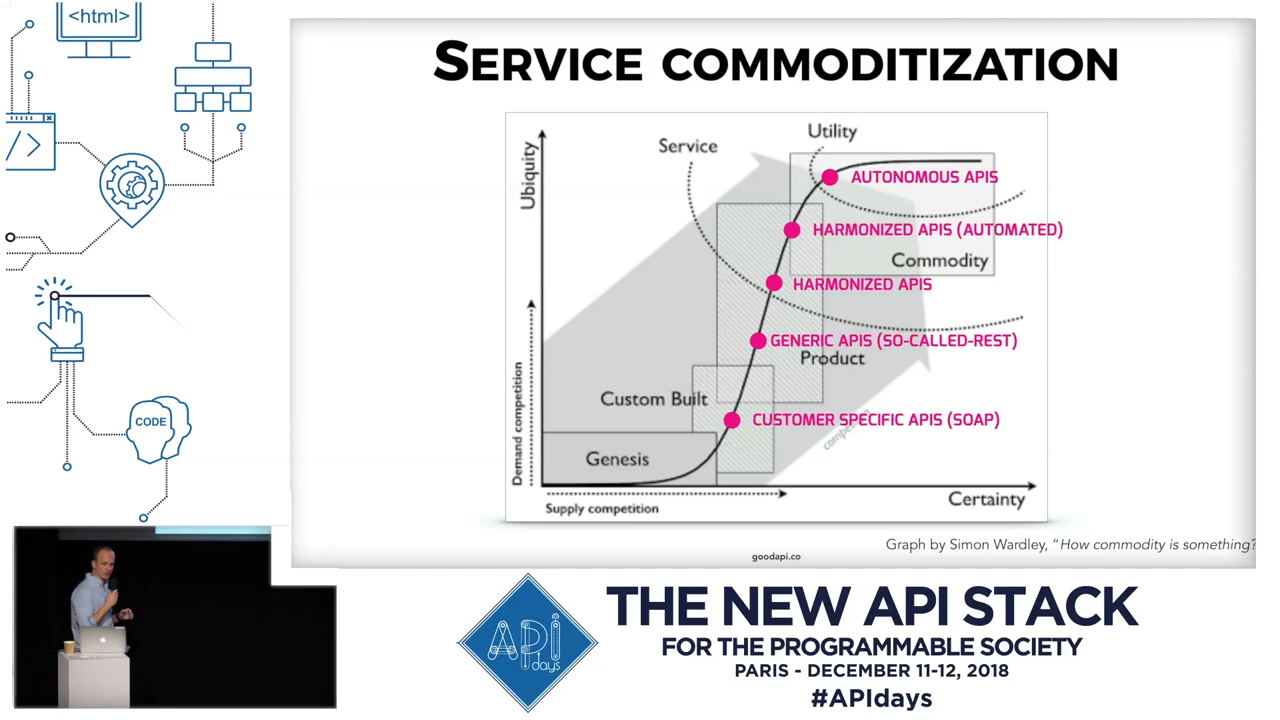 <html>
SERVICE COMMODITIZATION
Ubiquity
Service
Utility
AUTONOMOUS APIS
HARMONIZED APIS (AUTOMATED)
Commodity
HARMONIZED APIS
GENERIC APIS (SO-CALLED-REST)
Product
Custom Built
CUSTOMER SPECIFIC APIS (SOAP)
Demand competition
Genesis
Certainty
Supply competition
Graph by Simon Wardley, "How commodity is something?
goodapi.co
/>
CODE
API
days
THE NEW API STACK
FOR THE PROGRAMMABLE SOCIETY
PARIS - DECEMBER 11-12, 2018
#APIdays